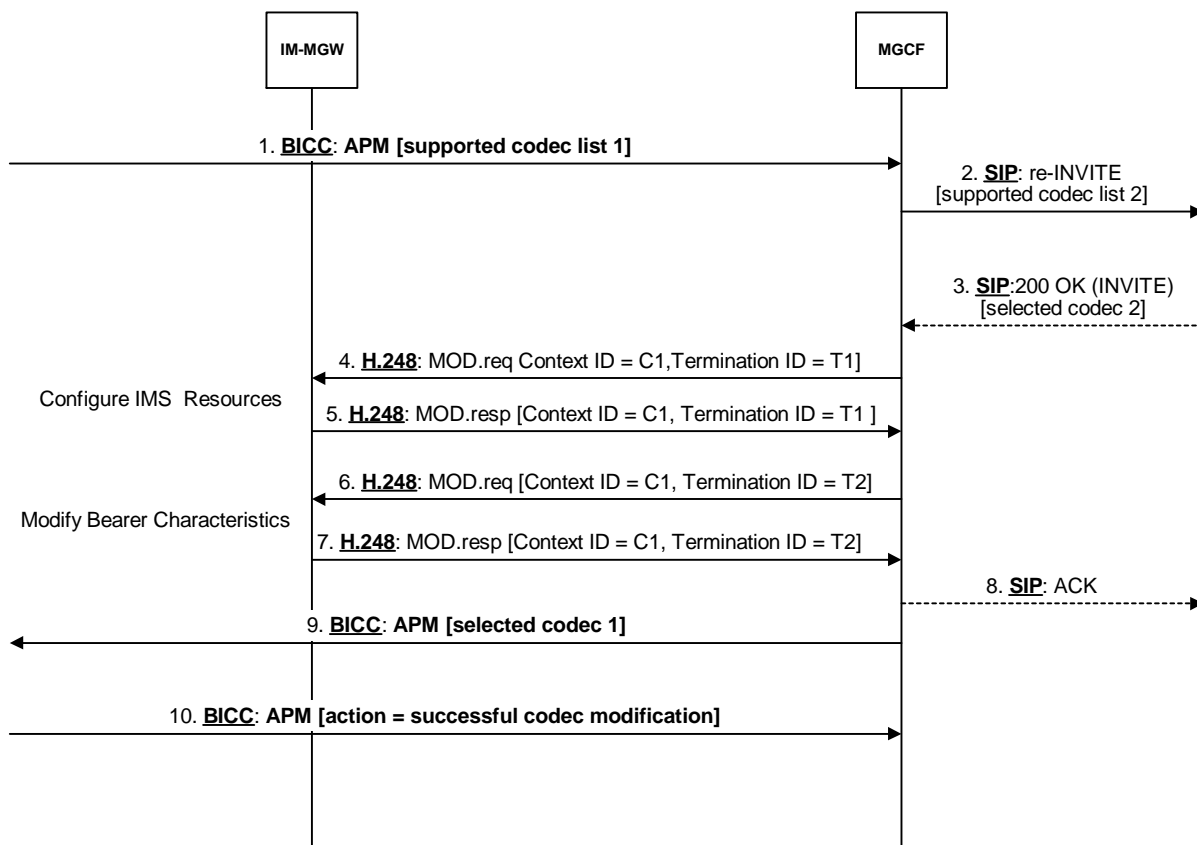 IM-MGW
MGCF
1. BICC: APM [supported codec list 1]
2. SIP: re-INVITE
[supported codec list 2]
3. SIP:200 OK (INVITE)
[selected codec 2]
4. H.248: MOD.req Context ID = C1,Termination ID = T1]
Configure IMS Resources
5. H.248: MOD.resp [Context ID = C1, Termination ID = T1 ]
6. H.248: MOD.req [Context ID = C1, Termination ID = T2]
Modify Bearer Characteristics
7. H.248: MOD.resp [Context ID = C1, Termination ID = T2]
8. SIP: ACK
9. BICC: APM [selected codec 1]
10. BICC: APM [action = successful codec modification]